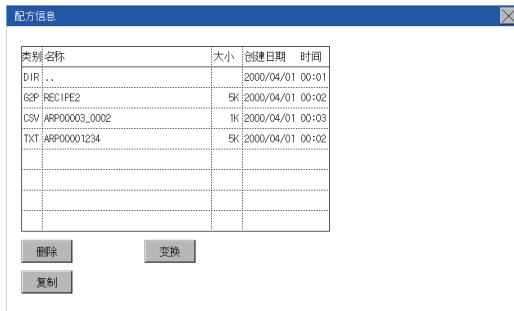 配方信息
类别 名称 大小 创建日期 时间
DIR .. 2000/04/01 00:01
G2P RECIPE2 5K 2000/04/01 00:02
CSV ARP00003_0002 1K 2000/04/01 00:03
TXT ARP00001234 5K 2000/04/01 00:02
删除 变换
复制